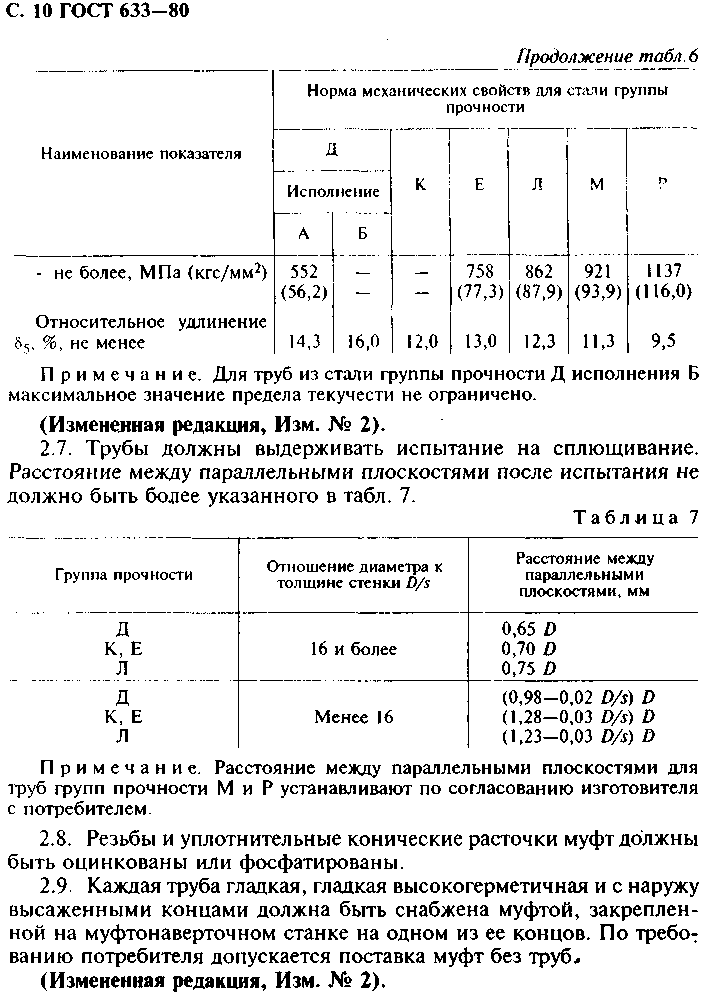 С. 10 ГОСТ 633—80
Продолжение табл. 6
Наименование показателя
Норма механических свойств для стали группы
прочности
Д
К
Е
Л
М
Р
Исполнение
А
Б
- не более, МПа (кгс/мм²) 552 — — 758 862 921 1137
(56,2) — — (77,3) (87,9) (93,9) (116,0)
Относительное удлинение
δ₅, %, не менее 14,3 16,0 12,0 13,0 12,3 11,3 9,5
Примечание. Для труб из стали группы прочности Д исполнения Б
максимальное значение предела текучести не ограничено.
(Измененная редакция, Изм. № 2).
2.7. Трубы должны выдерживать испытание на сплющивание.
Расстояние между параллельными плоскостями после испытания не
должно быть более указанного в табл. 7.
Таблица 7
Группа прочности
Отношение диаметра к
толщине стенки D/s
Расстояние между
параллельными
плоскостями, мм
Д 0,65 D
К, Е 16 и более 0,70 D
Л 0,75 D
Д (0,98—0,02 D/s) D
К, Е Менее 16 (1,28—0,03 D/s) D
Л (1,23—0,03 D/s) D
Примечание. Расстояние между параллельными плоскостями для
труб групп прочности М и Р устанавливают по согласованию изготовителя
с потребителем.
2.8. Резьбы и уплотнительные конические расточки муфт должны
быть оцинкованы или фосфатированы.
2.9. Каждая труба гладкая, гладкая высокогерметичная и с наружу
высаженными концами должна быть снабжена муфтой, закреплен-
ной на муфтонаверточном станке на одном из ее концов. По требо-
ванию потребителя допускается поставка муфт без труб.
(Измененная редакция, Изм. № 2).